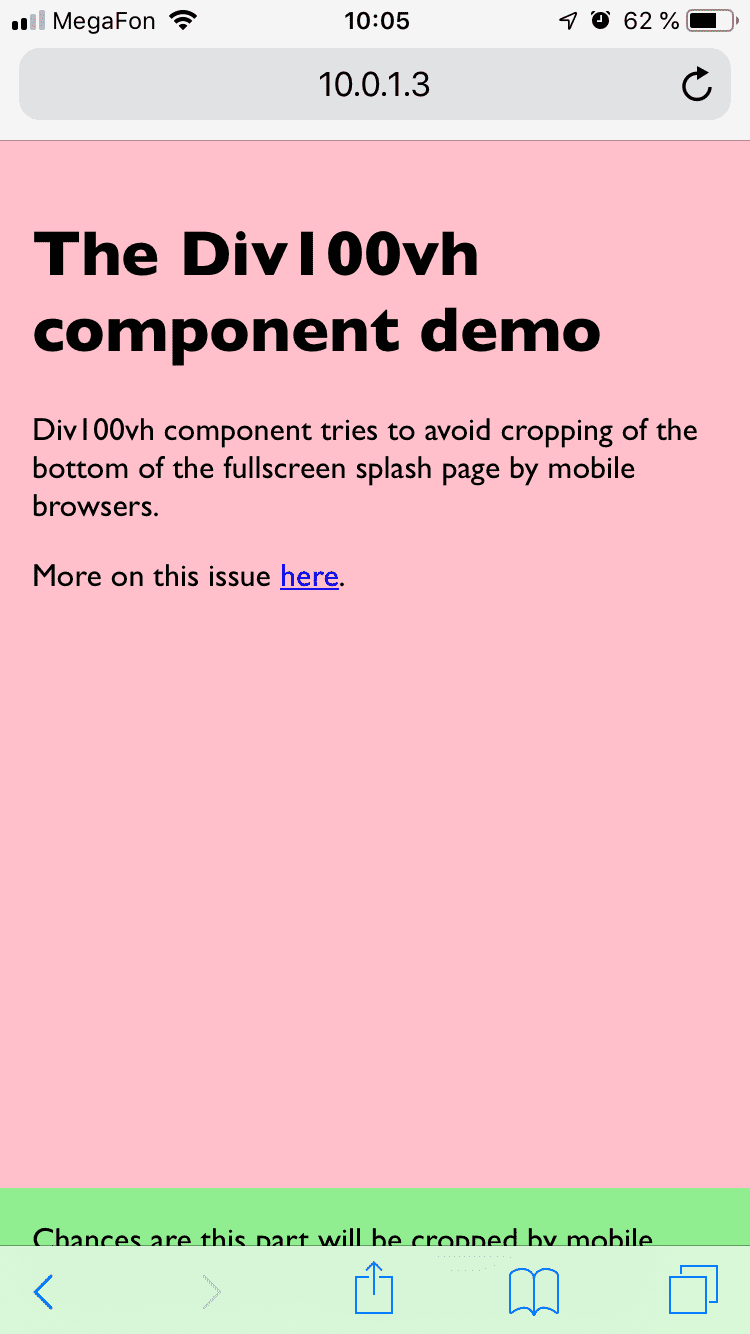 MegaFon 10:05 62 %
10.0.1.3
The Div100vh
component demo
Div100vh component tries to avoid cropping of the
bottom of the fullscreen splash page by mobile
browsers.
More on this issue here.
Chances are this part will be cropped by mobile